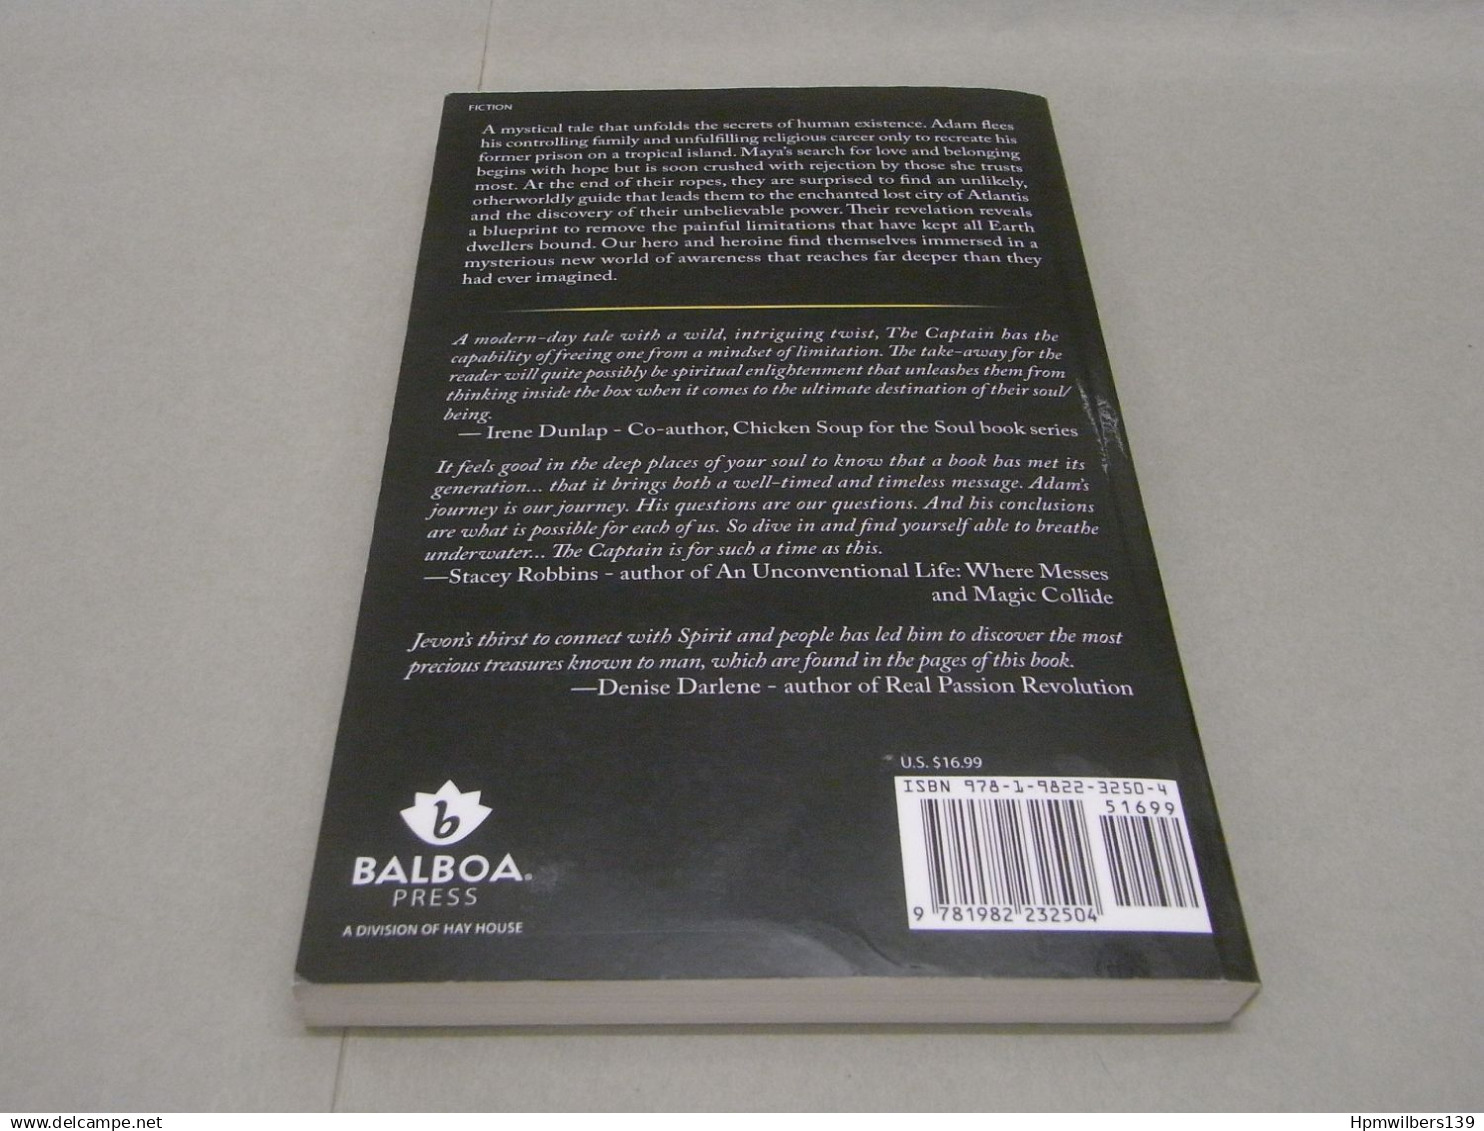 FICTION
A mystical tale that unfolds the secrets of human existence. Adam flees
his controlling family and unfulfilling religious career only to recreate his
former prison on a tropical island. Maya's search for love and belonging
begins with hope but is soon crushed with rejection by those she trusts
most. At the end of their ropes, they are surprised to find an unlikely,
otherworldly guide that leads them to the enchanted lost city of Atlantis
and the discovery of their unbelievable power. Their revelation reveals
a blueprint to remove the painful limitations that have kept all Earth
dwellers bound. Our hero and heroine find themselves immersed in a
mysterious new world of awareness that reaches far deeper than they
had ever imagined.
A modern-day tale with a wild, intriguing twist, The Captain has the
capability of freeing one from a mindset of limitation. The take-away for the
reader will quite possibly be spiritual enlightenment that unleashes them from
thinking inside the box when it comes to the ultimate destination of their soul/
being.
— Irene Dunlap - Co-author, Chicken Soup for the Soul book series
It feels good in the deep places of your soul to know that a book has met its
generation... that it brings both a well-timed and timeless message. Adam's
journey is our journey. His questions are our questions. And his conclusions
are what is possible for each of us. So dive in and find yourself able to breathe
underwater... The Captain is for such a time as this.
—Stacey Robbins - author of An Unconventional Life: Where Messes
and Magic Collide
Jevon's thirst to connect with Spirit and people has led him to discover the most
precious treasures known to man, which are found in the pages of this book.
—Denise Darlene - author of Real Passion Revolution
U.S. $16.99
ISBN 978-1-9822-3250-4
51699
9 781982 232504
b
BALBOA.
PRESS
A DIVISION OF HAY HOUSE
delcampe.net
Hpmwilbers139